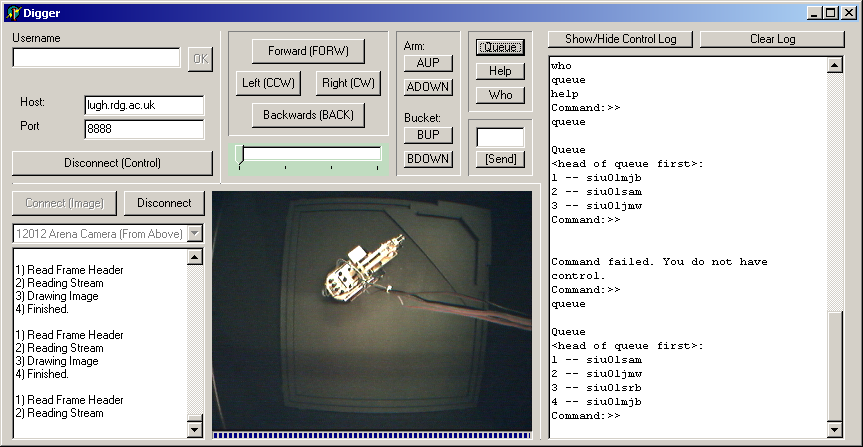 Digger
Username
OK
Host:
lugh.rdg.ac.uk
Port
8888
Disconnect (Control)
Forward (FORW)
Left (CCW)
Right (CW)
Backwards (BACK)
Arm:
AUP
ADOWN
Bucket:
BUP
BDOWN
Queue
Help
Who
[Send]
Show/Hide Control Log
Clear Log
Connect (Image)
Disconnect
12012 Arena Camera (From Above)
1) Read Frame Header
2) Reading Stream
3) Drawing Image
4) Finished.
1) Read Frame Header
2) Reading Stream
3) Drawing Image
4) Finished.
1) Read Frame Header
2) Reading Stream
who
queue
help
Command:>>
queue
Queue
<head of queue first>:
1 -- siu01mjb
2 -- siu01sam
3 -- siu01jmw
Command:>>
Command failed. You do not have
control.
Command:>>
queue
Queue
<head of queue first>:
1 -- siu01sam
2 -- siu01jmw
3 -- siu01srb
4 -- siu01mjb
Command:>>